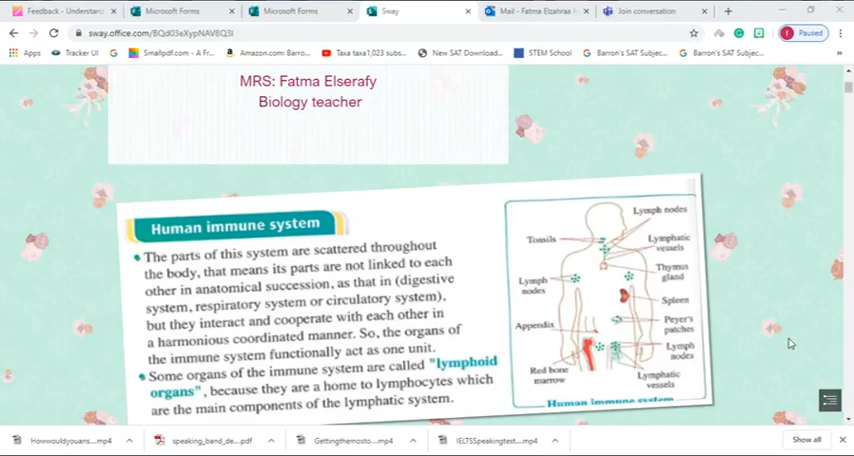 Feedback - Understand
Microsoft Forms
Microsoft Forms
Sway
Mail - Fatma Elzahraa
Join conversation
sway.office.com/8Qd03eXypNAV8Q3I
Paused
Apps
Tracker UI
G
Smallpdf.com - A Fr...
Amazon.com: Barro...
Taxa taxa1,023 subs...
New SAT Download...
STEM School
Barron's SAT Subjec...
Barron's SAT Subjec...
MRS: Fatma Elserafy
Biology teacher
Human immune system
The parts of this system are scattered throughout
the body, that means its parts are not linked to each
other in anatomical succession, as that in (digestive
system, respiratory system or circulatory system),
but they interact and cooperate with each other in
a harmonious coordinated manner. So, the organs of
the immune system functionally act as one unit.
Some organs of the immune system are called "lymphoid
organs", because they are a home to lymphocytes which
are the main components of the lymphatic system.
Lymph nodes
Tonsils
Lymphatic
vessels
Thymus
gland
Lymph
nodes
Spleen
Appendix
Peyer's
patches
Lymph
nodes
Red bone
marrow
Lymphatic
vessels
Human immune system
Howwouldyouans....mp4
speaking_band_de....pdf
Gettingthemosto....mp4
IELTSSpeakingtest....mp4
Show all